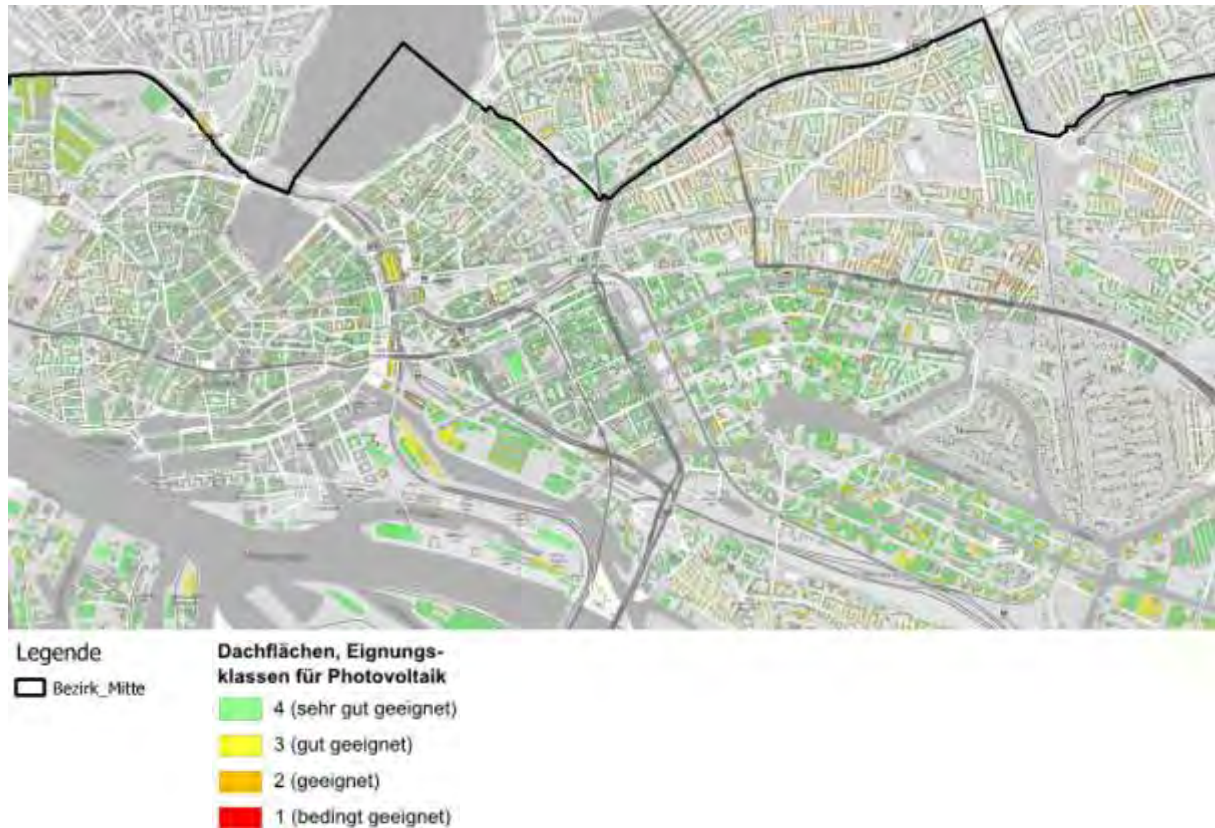 Legende
Bezirk_Mitte
Dachflächen, Eignungs-
klassen für Photovoltaik
4 (sehr gut geeignet)
3 (gut geeignet)
2 (geeignet)
1 (bedingt geeignet)